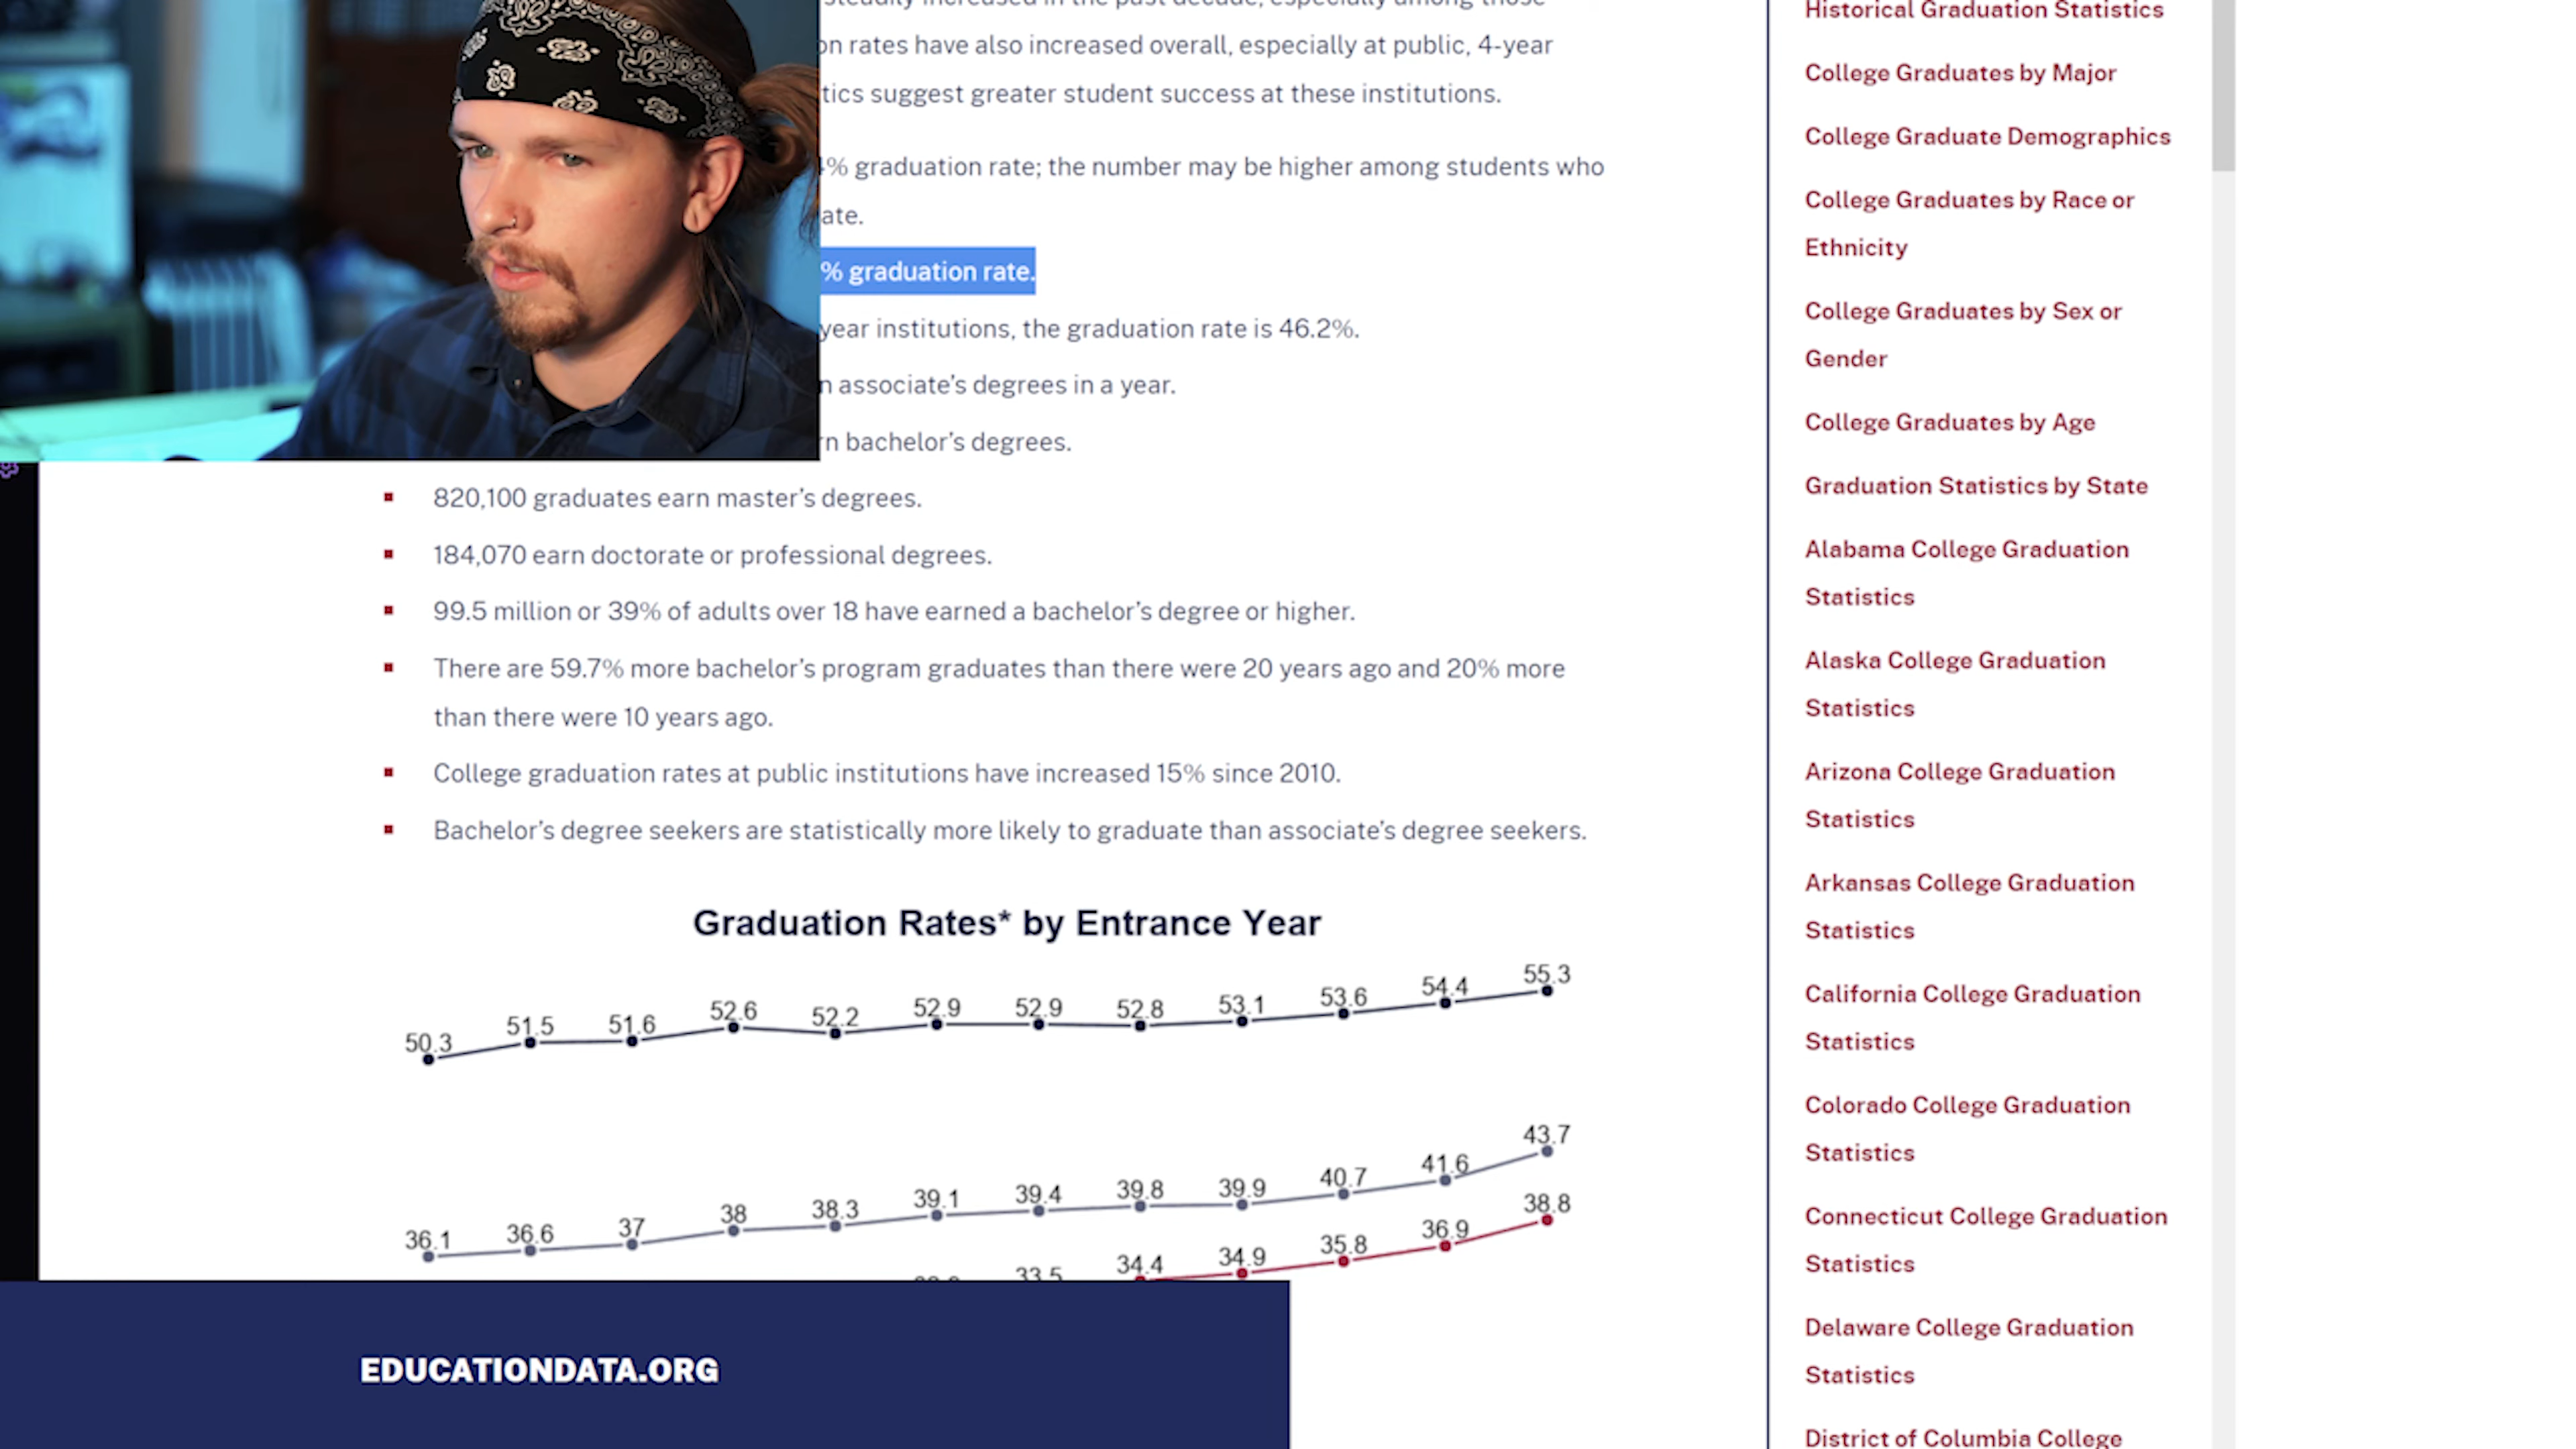 steadily increased in the past decade, especially among those
on rates have also increased overall, especially at public, 4-year
tics suggest greater student success at these institutions.
% graduation rate; the number may be higher among students who
ate.
% graduation rate.
year institutions, the graduation rate is 46.2%.
n associate's degrees in a year.
rn bachelor's degrees.
820,100 graduates earn master's degrees.
184,070 earn doctorate or professional degrees.
99.5 million or 39% of adults over 18 have earned a bachelor's degree or higher.
There are 59.7% more bachelor's program graduates than there were 20 years ago and 20% more
than there were 10 years ago.
College graduation rates at public institutions have increased 15% since 2010.
Bachelor's degree seekers are statistically more likely to graduate than associate's degree seekers.
Graduation Rates* by Entrance Year
50.3 51.5 51.6 52.6 52.2 52.9 52.9 52.8 53.1 53.6 54.4 55.3
36.1 36.6 37 38 38.3 39.1 39.4 39.8 39.9 40.7 41.6 43.7
33.5 34.4 34.9 35.8 36.9 38.8
EDUCATIONDATA.ORG
Historical Graduation Statistics
College Graduates by Major
College Graduate Demographics
College Graduates by Race or
Ethnicity
College Graduates by Sex or
Gender
College Graduates by Age
Graduation Statistics by State
Alabama College Graduation
Statistics
Alaska College Graduation
Statistics
Arizona College Graduation
Statistics
Arkansas College Graduation
Statistics
California College Graduation
Statistics
Colorado College Graduation
Statistics
Connecticut College Graduation
Statistics
Delaware College Graduation
Statistics
District of Columbia College